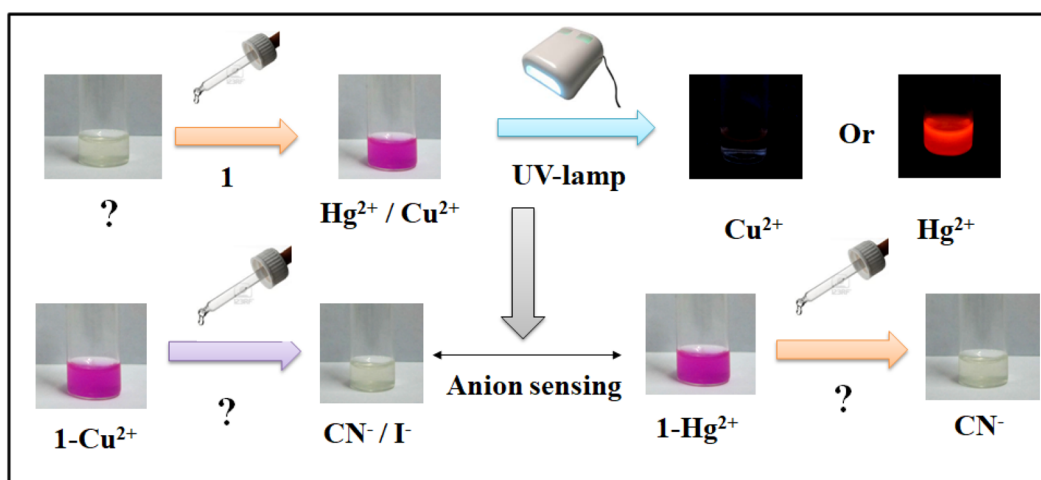 1
?
Hg²⁺ / Cu²⁺
UV-lamp
Or
Cu²⁺
Hg²⁺
1-Cu²⁺
?
CN⁻ / I⁻
Anion sensing
1-Hg²⁺
?
CN⁻